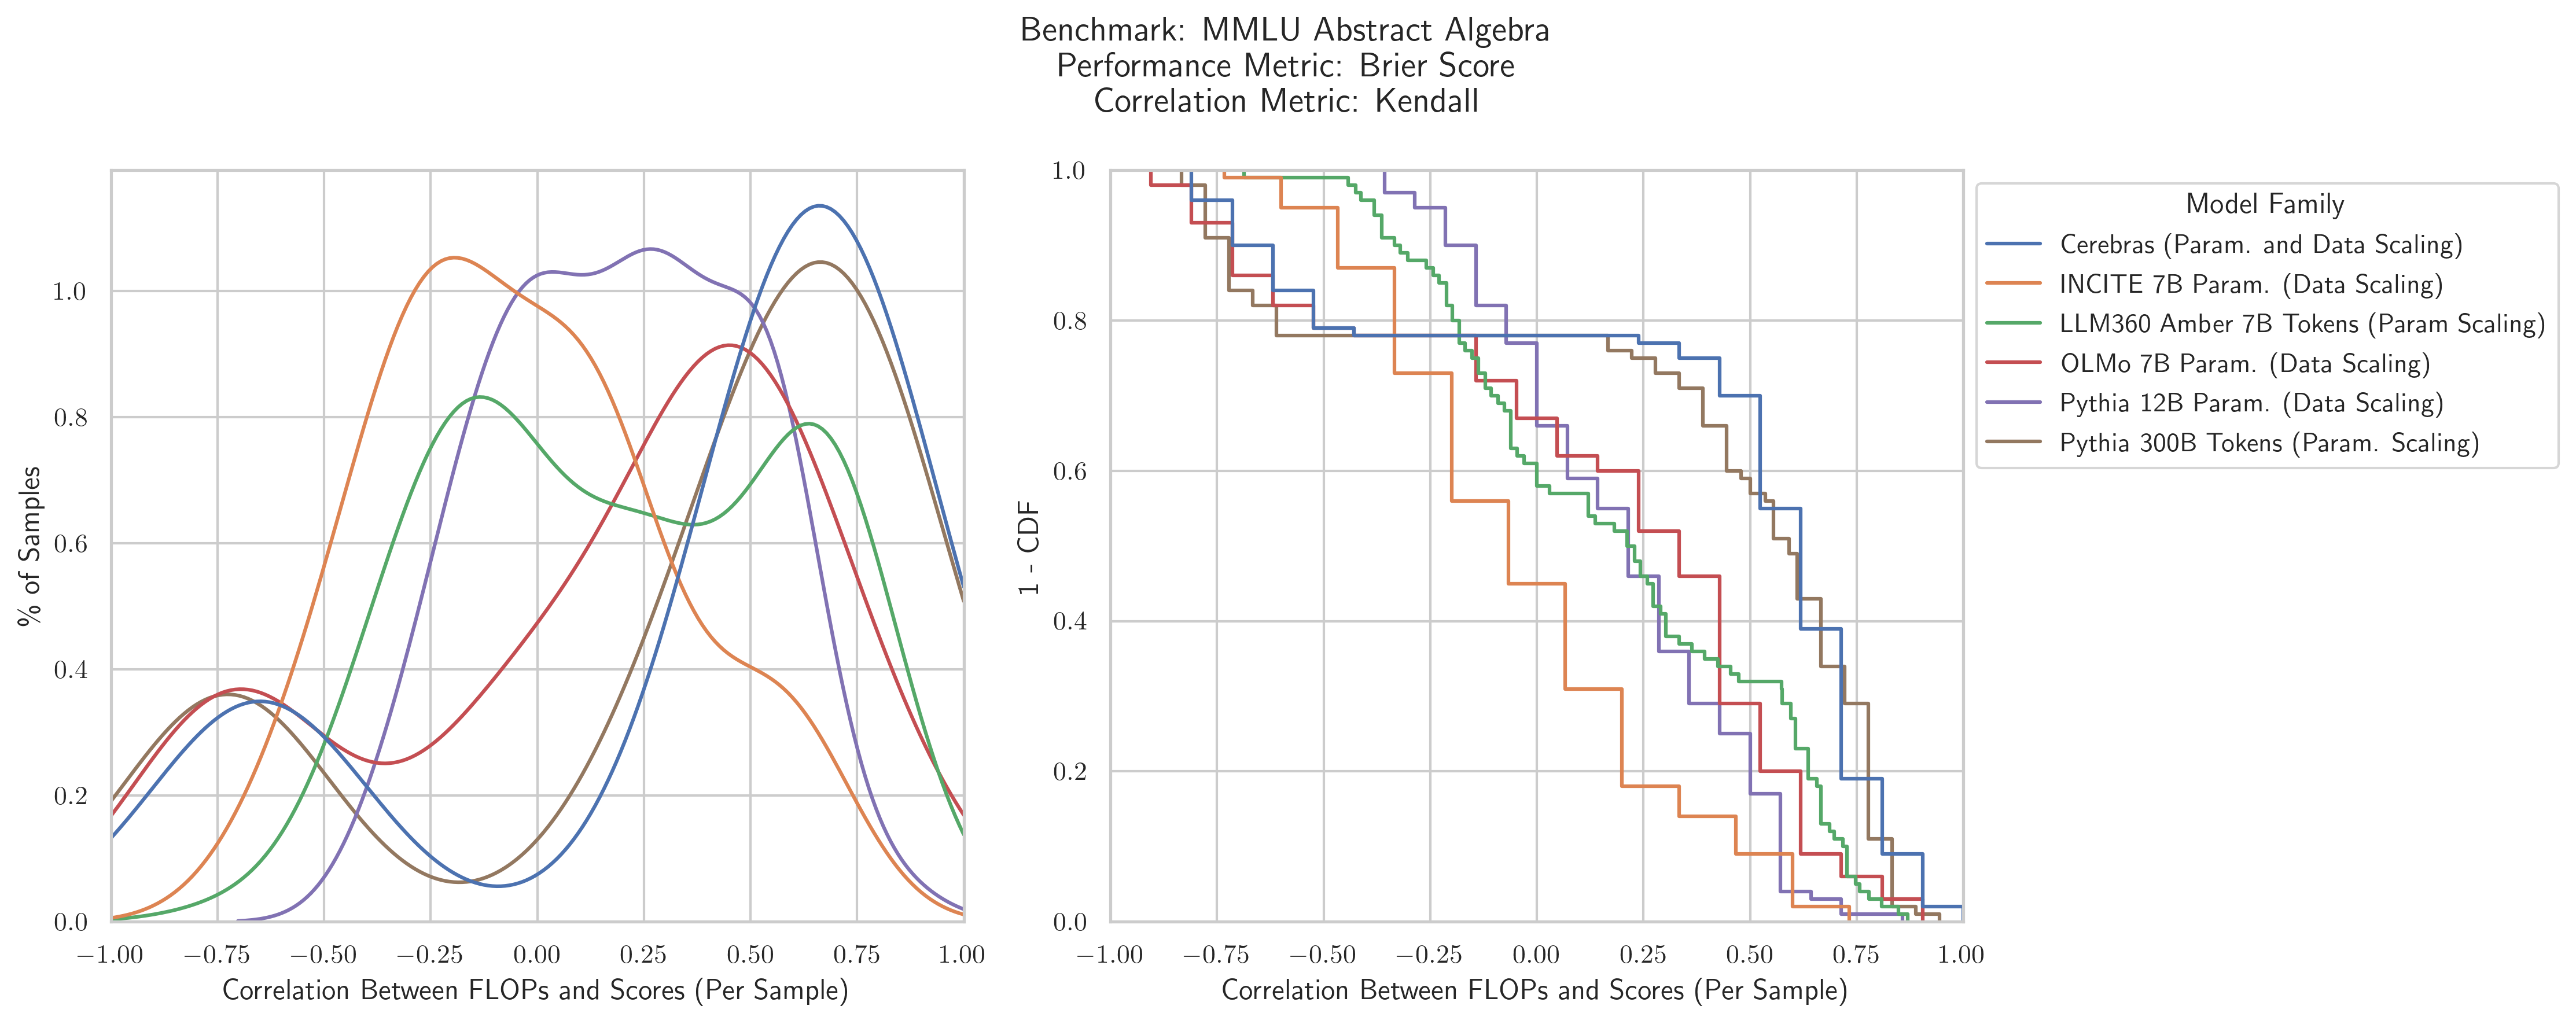 Benchmark: MMLU Abstract Algebra
Performance Metric: Brier Score
Correlation Metric: Kendall
% of Samples
1.0
0.8
0.6
0.4
0.2
0.0
−1.00 −0.75 −0.50 −0.25 0.00 0.25 0.50 0.75 1.00
Correlation Between FLOPs and Scores (Per Sample)
1 - CDF
1.0
0.8
0.6
0.4
0.2
0.0
−1.00 −0.75 −0.50 −0.25 0.00 0.25 0.50 0.75 1.00
Correlation Between FLOPs and Scores (Per Sample)
Model Family
Cerebras (Param. and Data Scaling)
INCITE 7B Param. (Data Scaling)
LLM360 Amber 7B Tokens (Param Scaling)
OLMo 7B Param. (Data Scaling)
Pythia 12B Param. (Data Scaling)
Pythia 300B Tokens (Param. Scaling)